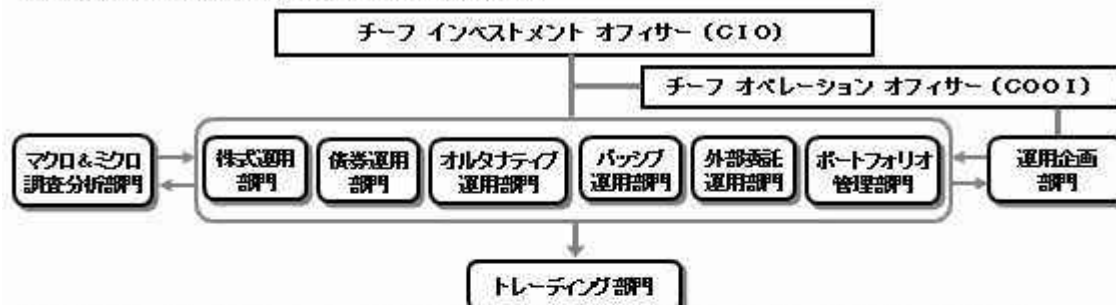 チーフ インベストメント オフィサー (CIO)
チーフ オペレーション オフィサー (COOI)
マクロ&ミクロ
調査分析部門
株式運用
部門
債券運用
部門
オルタナティブ
運用部門
パッシブ
運用部門
外部委託
運用部門
ポートフォリオ
管理部門
運用企画
部門
トレーディング部門